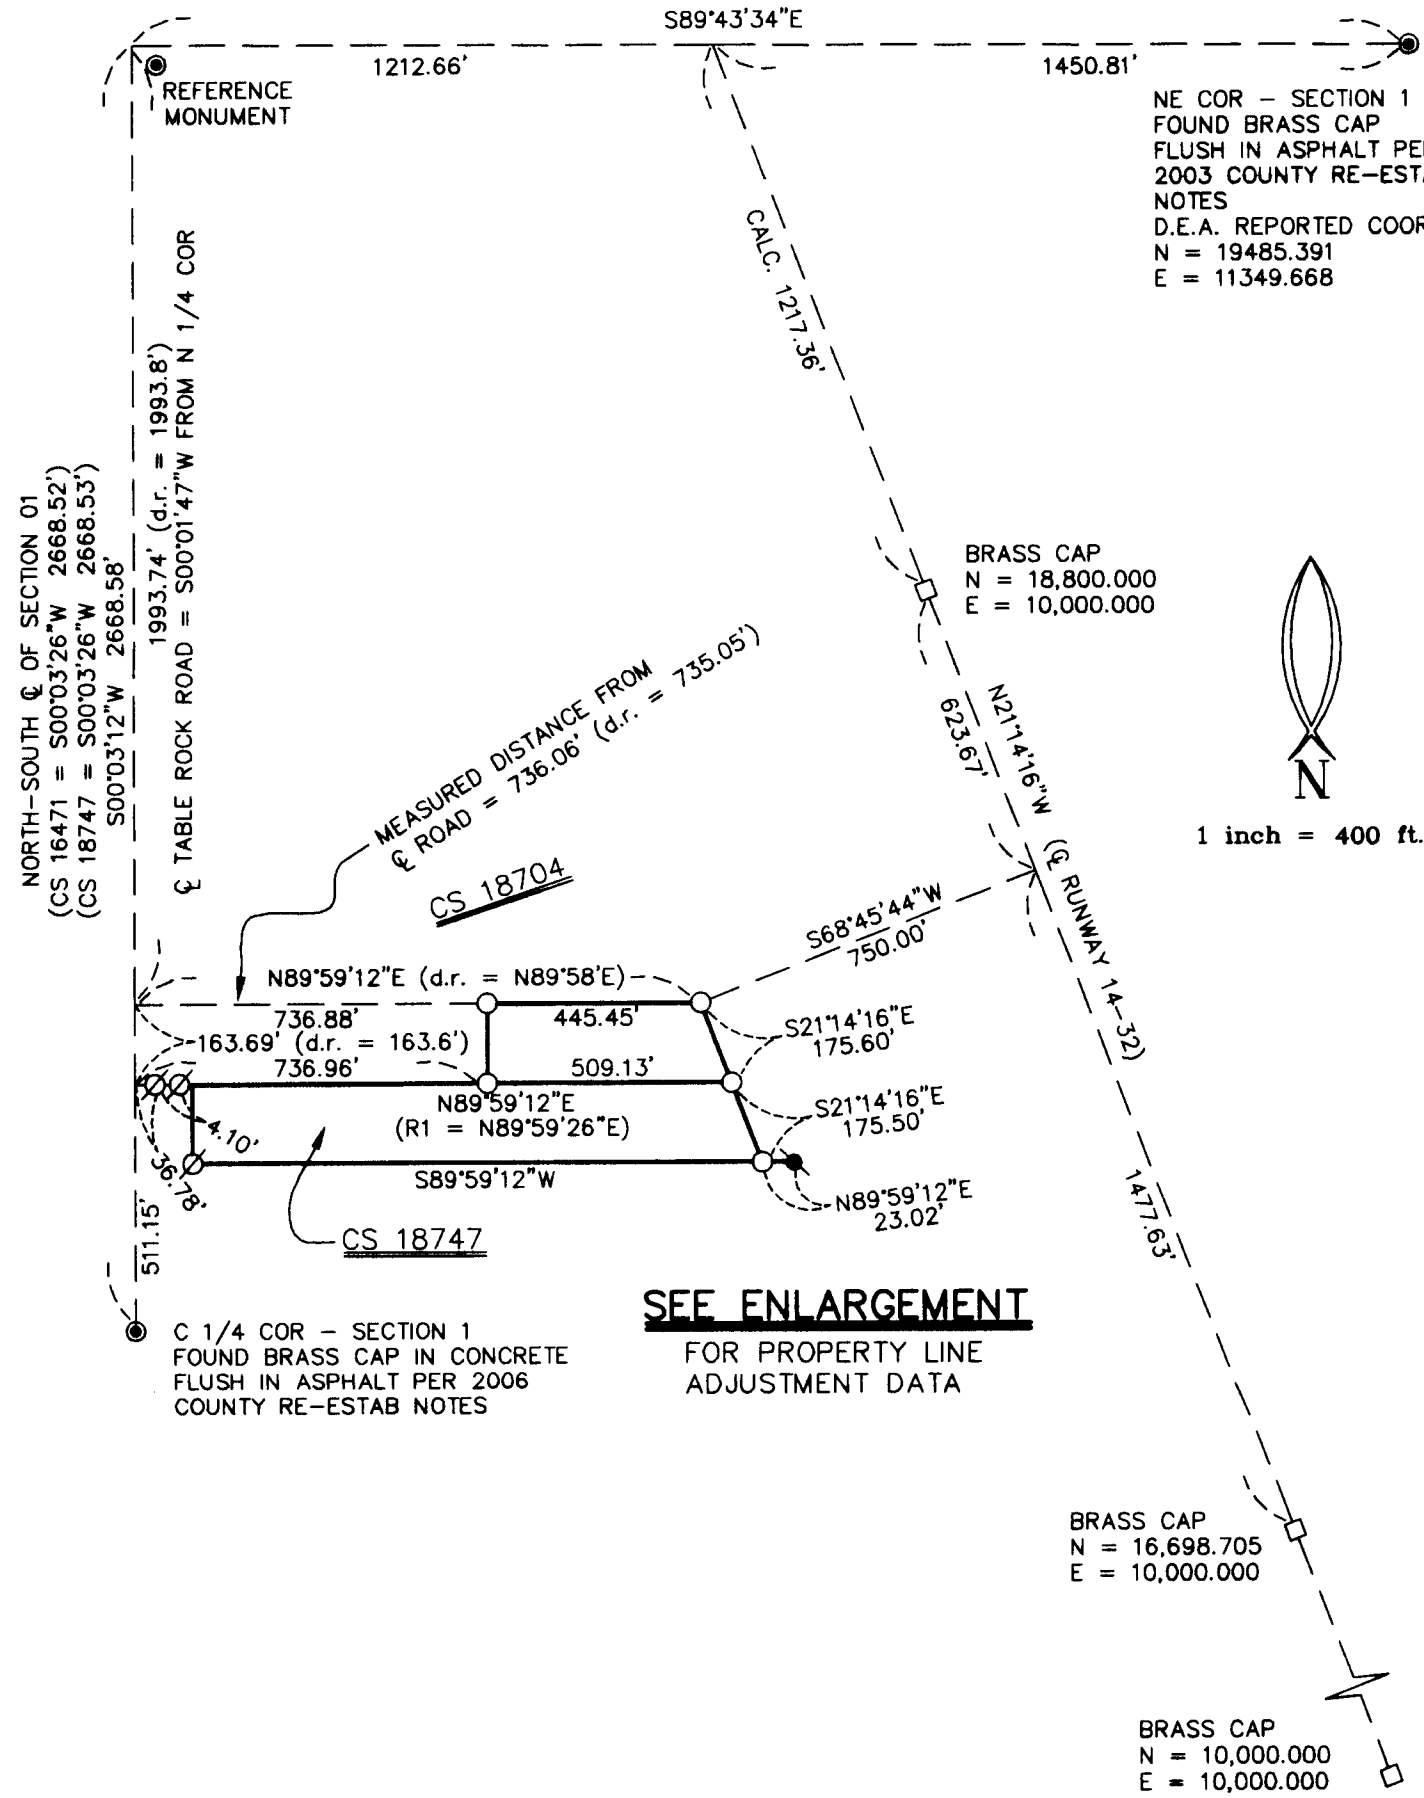 S89°43'34"E
1212.66'
1450.81'
REFERENCE
MONUMENT
NE COR – SECTION 1
FOUND BRASS CAP
FLUSH IN ASPHALT
2003 COUNTY
NOTES
D.E.A. REPORTED
N = 19485.391
E = 11349.668
CALC. 1217.36'
NORTH–SOUTH ℄ OF SECTION 01
(CS 16471 = S00°03'26"W 2668.52')
(CS 18747 = S00°03'26"W 2668.53')
S00°03'12"W 2668.58'
1993.74' (d.r. = 1993.8')
℄ TABLE ROCK ROAD = S00°01'47"W FROM N 1/4 COR
BRASS CAP
N = 18,800.000
E = 10,000.000
MEASURED DISTANCE FROM
℄ ROAD = 736.06' (d.r. = 735.05')
N21°14'16"W (℄ RUNWAY 14–32)
623.67'
N
1 inch = 400 ft.
CS 18704
S68°45'44"W
750.00'
N89°59'12"E (d.r. = N89°58'E)
736.88'
445.45'
S21°14'16"E
175.60'
163.69' (d.r. = 163.6')
736.96'
509.13'
N89°59'12"E
(R1 = N89°59'26"E)
S21°14'16"E
175.50'
4.10'
36.78'
S89°59'12"W
N89°59'12"E
23.02'
1477.63'
511.15'
CS 18747
SEE ENLARGEMENT
FOR PROPERTY LINE
ADJUSTMENT DATA
C 1/4 COR – SECTION 1
FOUND BRASS CAP IN CONCRETE
FLUSH IN ASPHALT PER 2006
COUNTY RE–ESTAB NOTES
BRASS CAP
N = 16,698.705
E = 10,000.000
BRASS CAP
N = 10,000.000
E = 10,000.000